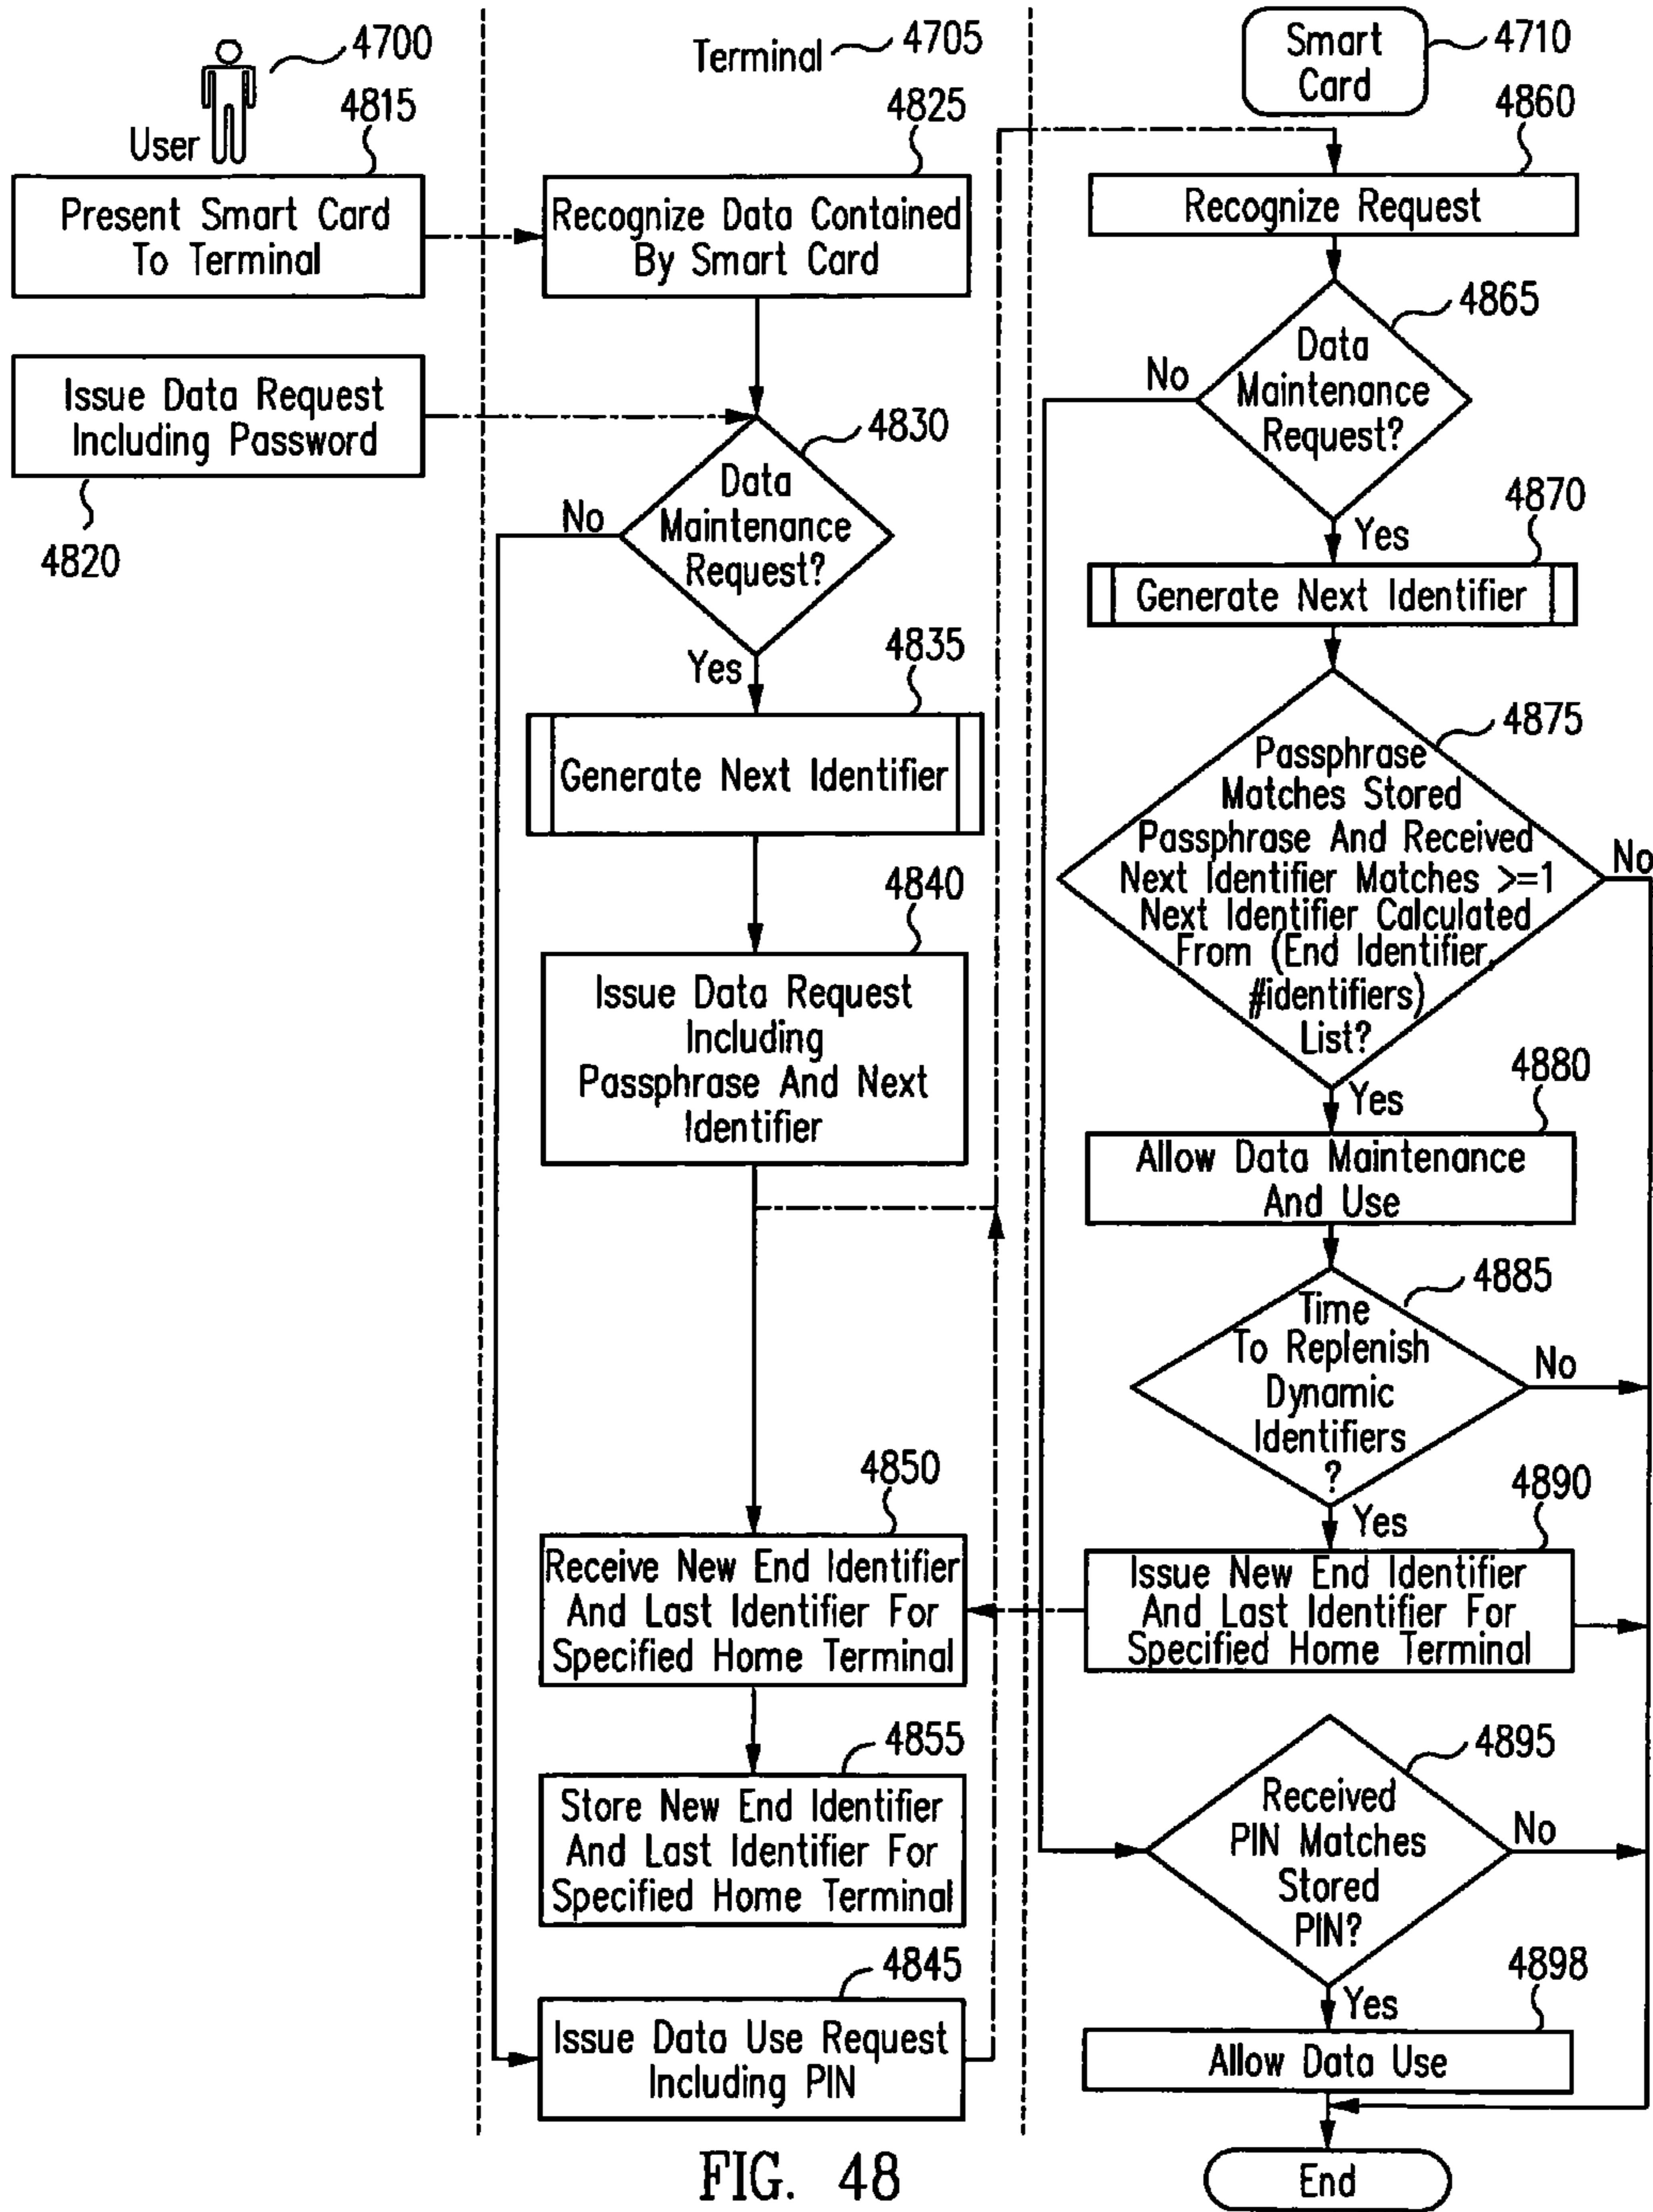 4700
User
4815
Present Smart Card
To Terminal
Issue Data Request
Including Password
4820
Terminal
4705
4825
Recognize Data Contained
By Smart Card
4830
Data
Maintenance
Request?
No
Yes
4835
Generate Next Identifier
4840
Issue Data Request
Including
Passphrase And Next
Identifier
4850
Receive New End Identifier
And Last Identifier For
Specified Home Terminal
4855
Store New End Identifier
And Last Identifier For
Specified Home Terminal
4845
Issue Data Use Request
Including PIN
Smart
Card
4710
4860
Recognize Request
4865
Data
Maintenance
Request?
No
Yes
4870
Generate Next Identifier
4875
Passphrase
Matches Stored
Passphrase And Received
Next Identifier Matches >=1
Next Identifier Calculated
From (End Identifier,
#identifiers)
List?
No
Yes
4880
Allow Data Maintenance
And Use
4885
Time
To Replenish
Dynamic
Identifiers
?
No
Yes
4890
Issue New End Identifier
And Last Identifier For
Specified Home Terminal
4895
Received
PIN Matches
Stored
PIN?
No
Yes
4898
Allow Data Use
End
FIG. 48